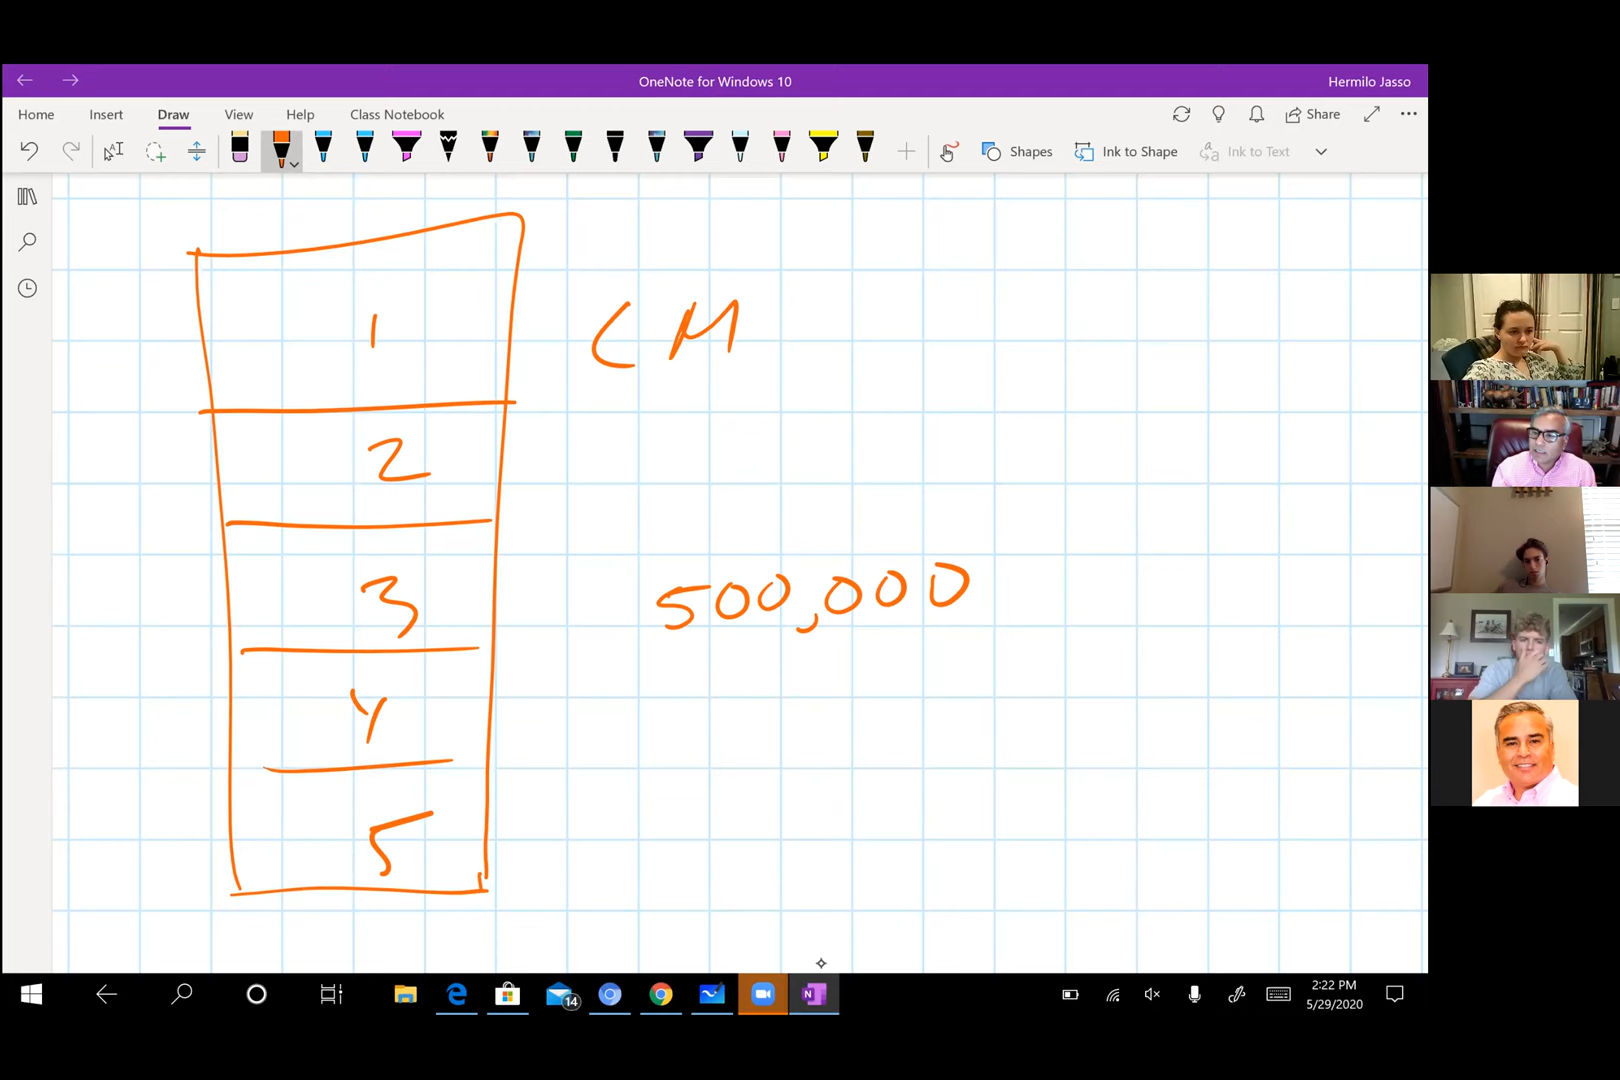 OneNote for Windows 10
Hermilo Jasso
Home Insert Draw View Help Class Notebook
Share
Shapes
Ink to Shape
Ink to Text
1
CM
2
3
500,000
4
5
14
2:22 PM
5/29/2020